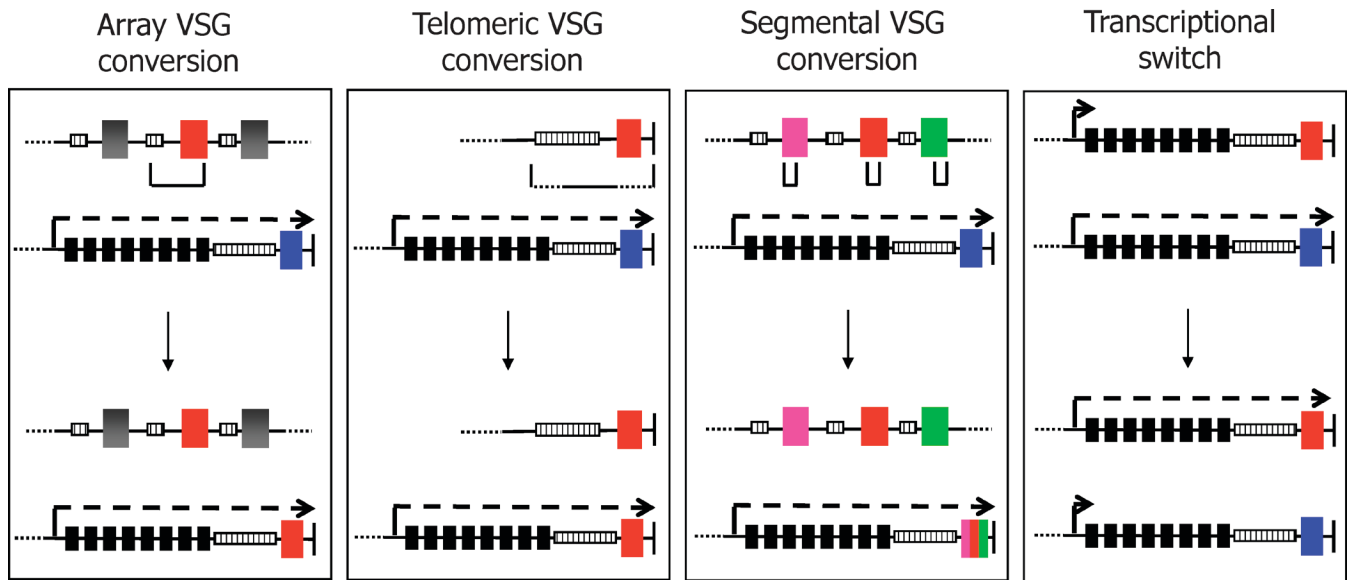 Array VSG
conversion
Telomeric VSG
conversion
Segmental VSG
conversion
Transcriptional
switch